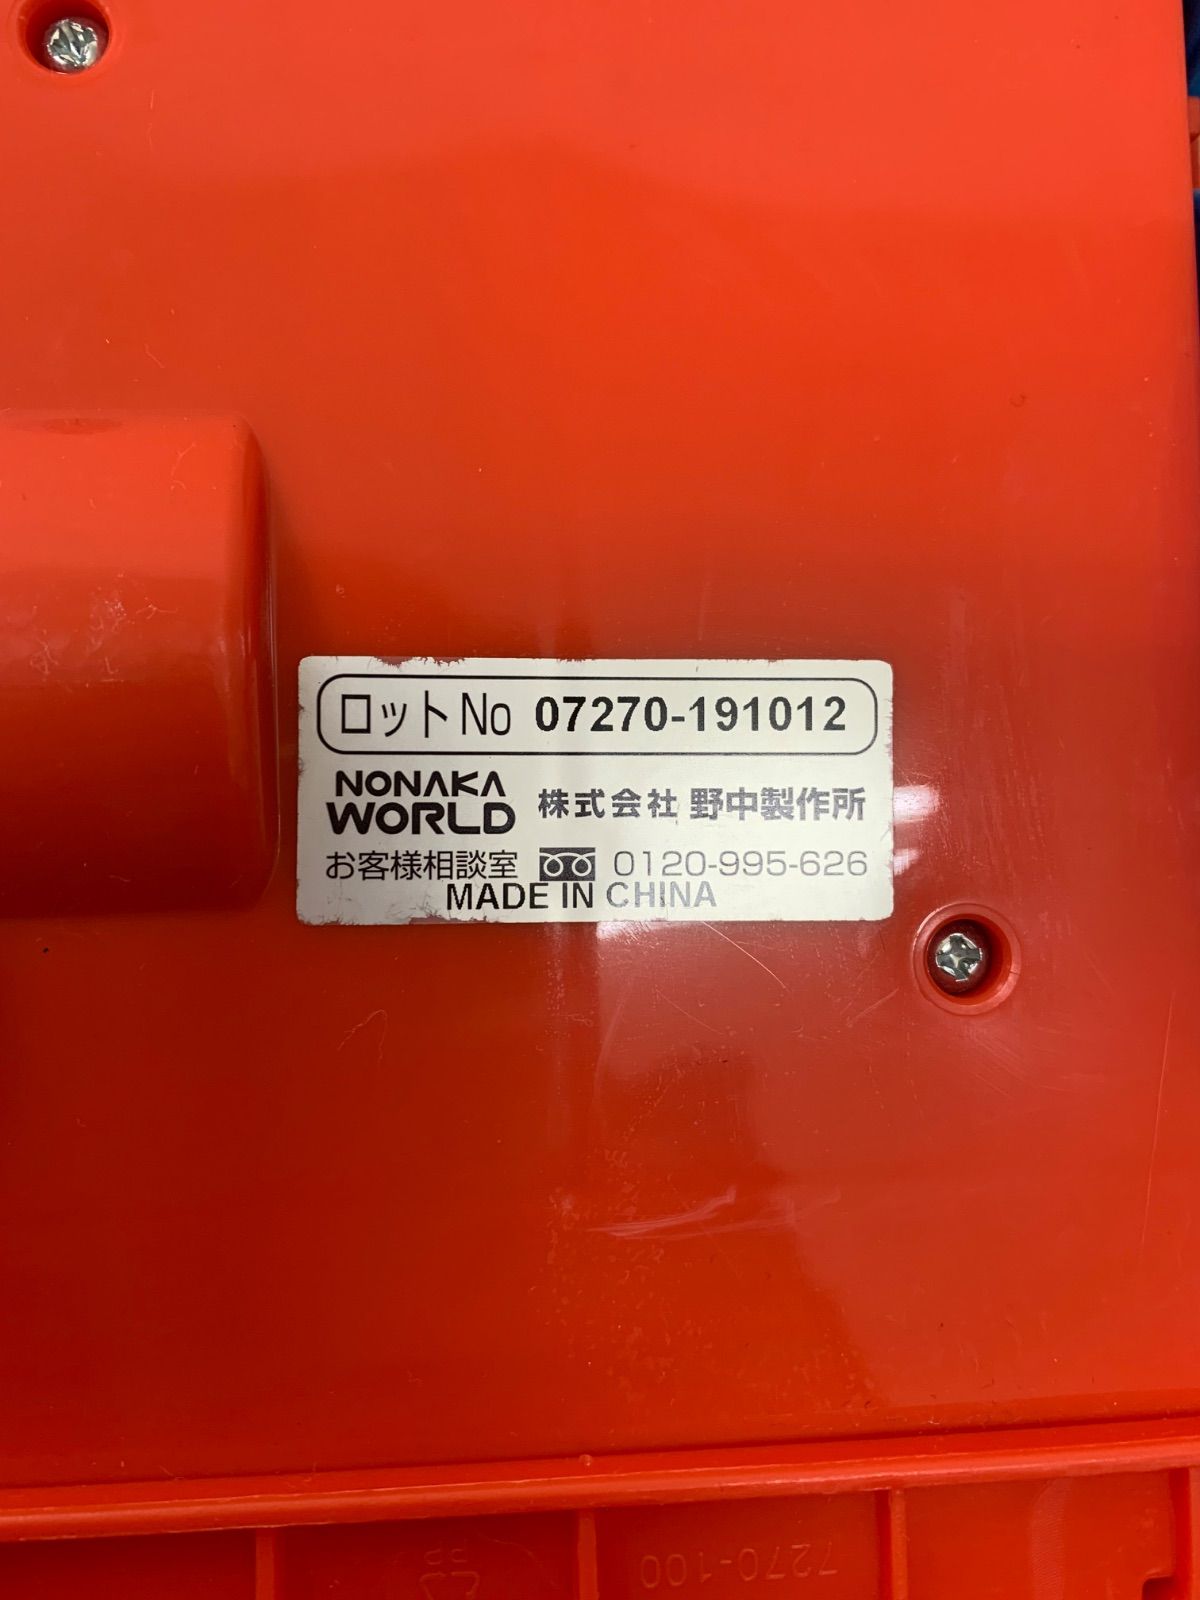 ロットNo 07270-191012
NONAKA
WORLD 株式会社 野中製作所
お客様相談室 0120-995-626
MADE IN CHINA
PP
7270-100